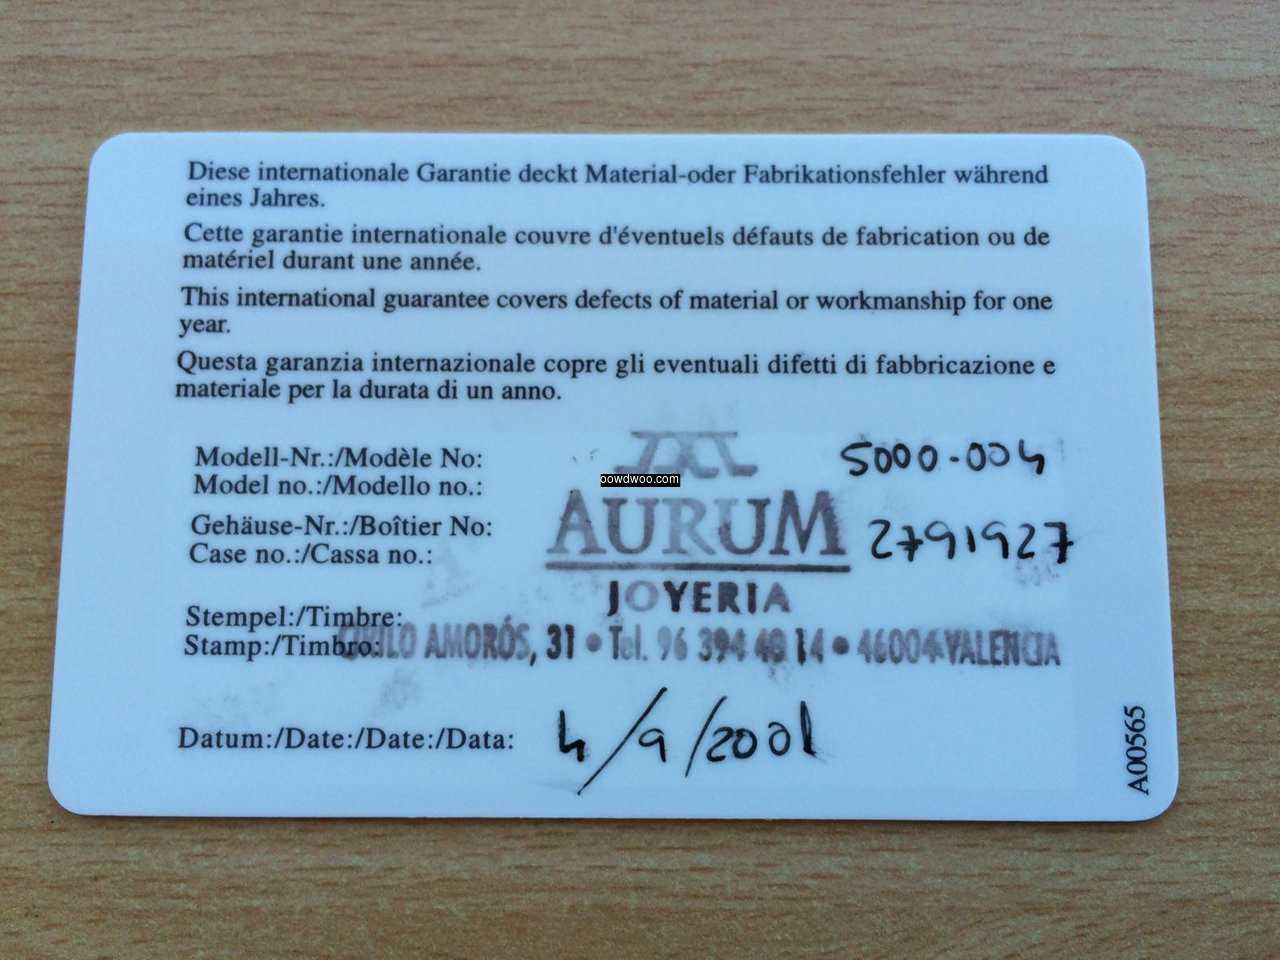 Diese internationale Garantie deckt Material-oder Fabrikationsfehler während
eines Jahres.
Cette garantie internationale couvre d'éventuels défauts de fabrication ou de
matériel durant une année.
This international guarantee covers defects of material or workmanship for one
year.
Questa garanzia internazionale copre gli eventuali difetti di fabbricazione e
materiale per la durata di un anno.
Modell-Nr.:/Modèle No:
Model no.:/Modello no.:
5000-004
oowdwoo.com
AURUM
JOYERIA
Gehäuse-Nr.:/Boîtier No:
Case no.:/Cassa no.:
2791927
Stempel:/Timbre:
Stamp:/Timbro:
CIRILO AMORÓS, 31 • Tel. 96 394 40 14 • 46004-VALENCIA
Datum:/Date:/Date:/Data:
4/9/2001
A00565